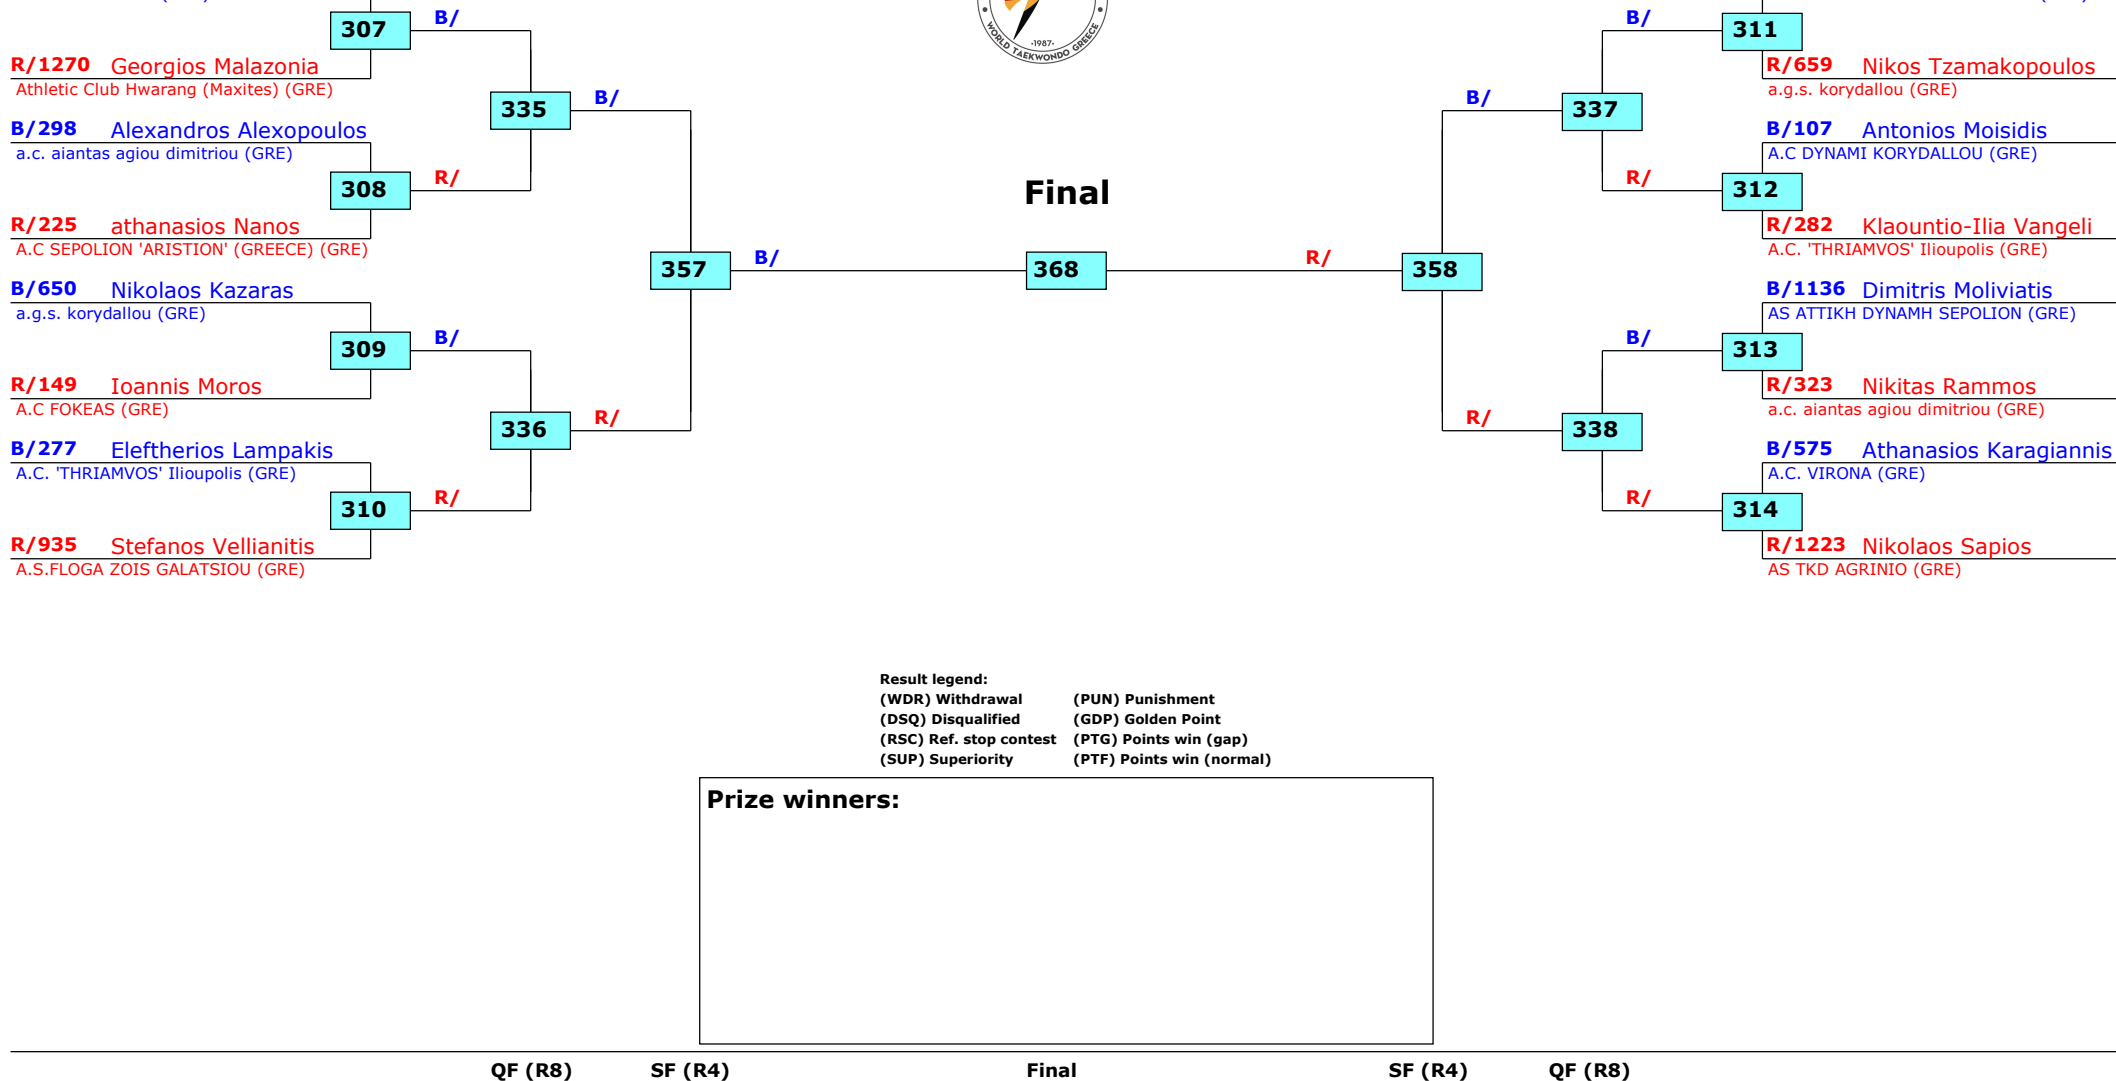 B/
307
R/1270 Georgios Malazonia
Athletic Club Hwarang (Maxites) (GRE)
335
B/
B/298 Alexandros Alexopoulos
a.c. aiantas agiou dimitriou (GRE)
308
R/
R/225 athanasios Nanos
A.C SEPOLION 'ARISTION' (GREECE) (GRE)
357
B/
B/650 Nikolaos Kazaras
a.g.s. korydallou (GRE)
309
B/
R/149 Ioannis Moros
A.C FOKEAS (GRE)
336
R/
B/277 Eleftherios Lampakis
A.C. 'THRIAMVOS' Ilioupolis (GRE)
310
R/
R/935 Stefanos Vellianitis
A.S.FLOGA ZOIS GALATSIOU (GRE)
·1987·
WORLD TAEKWONDO GREECE
Final
368
R/
358
B/
311
R/659 Nikos Tzamakopoulos
a.g.s. korydallou (GRE)
B/
337
B/107 Antonios Moisidis
A.C DYNAMI KORYDALLOU (GRE)
R/
312
R/282 Klaountio-Ilia Vangeli
A.C. 'THRIAMVOS' Ilioupolis (GRE)
B/1136 Dimitris Moliviatis
AS ATTIKH DYNAMH SEPOLION (GRE)
B/
313
R/323 Nikitas Rammos
a.c. aiantas agiou dimitriou (GRE)
R/
338
B/575 Athanasios Karagiannis
A.C. VIRONA (GRE)
R/
314
R/1223 Nikolaos Sapios
AS TKD AGRINIO (GRE)
Result legend:
(WDR) Withdrawal (PUN) Punishment
(DSQ) Disqualified (GDP) Golden Point
(RSC) Ref. stop contest (PTG) Points win (gap)
(SUP) Superiority (PTF) Points win (normal)
Prize winners:
QF (R8) SF (R4) Final SF (R4) QF (R8)